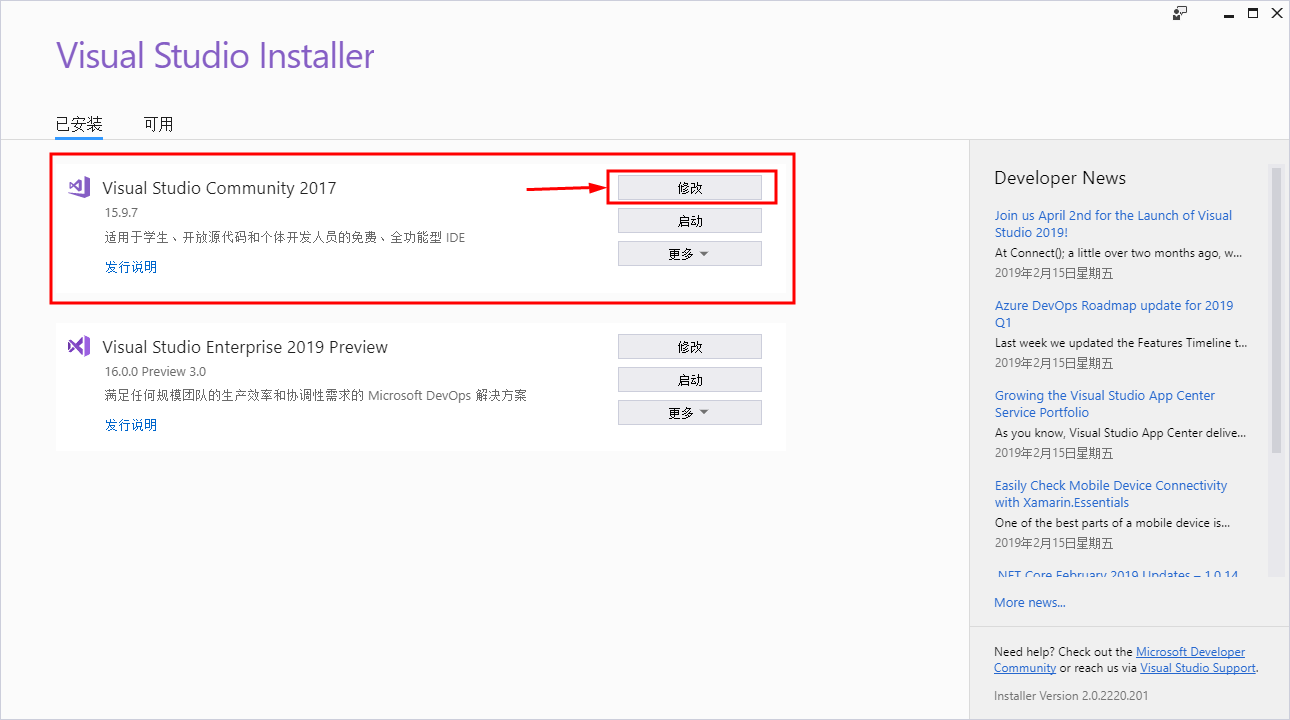 Visual Studio Installer
已安装
可用
Visual Studio Community 2017
15.9.7
适用于学生、开放源代码和个体开发人员的免费、全功能型 IDE
发行说明
修改
启动
更多
Visual Studio Enterprise 2019 Preview
16.0.0 Preview 3.0
满足任何规模团队的生产效率和协调性需求的 Microsoft DevOps 解决方案
发行说明
修改
启动
更多
Developer News
Join us April 2nd for the Launch of Visual
Studio 2019!
At Connect(); a little over two months ago, w...
2019年2月15日星期五
Azure DevOps Roadmap update for 2019
Q1
Last week we updated the Features Timeline t...
2019年2月15日星期五
Growing the Visual Studio App Center
Service Portfolio
As you know, Visual Studio App Center delive...
2019年2月15日星期五
Easily Check Mobile Device Connectivity
with Xamarin.Essentials
One of the best parts of a mobile device is...
2019年2月15日星期五
.NET Core February 2019 Updates – 1.0.14
More news...
Need help? Check out the Microsoft Developer
Community or reach us via Visual Studio Support.
Installer Version 2.0.2220.201